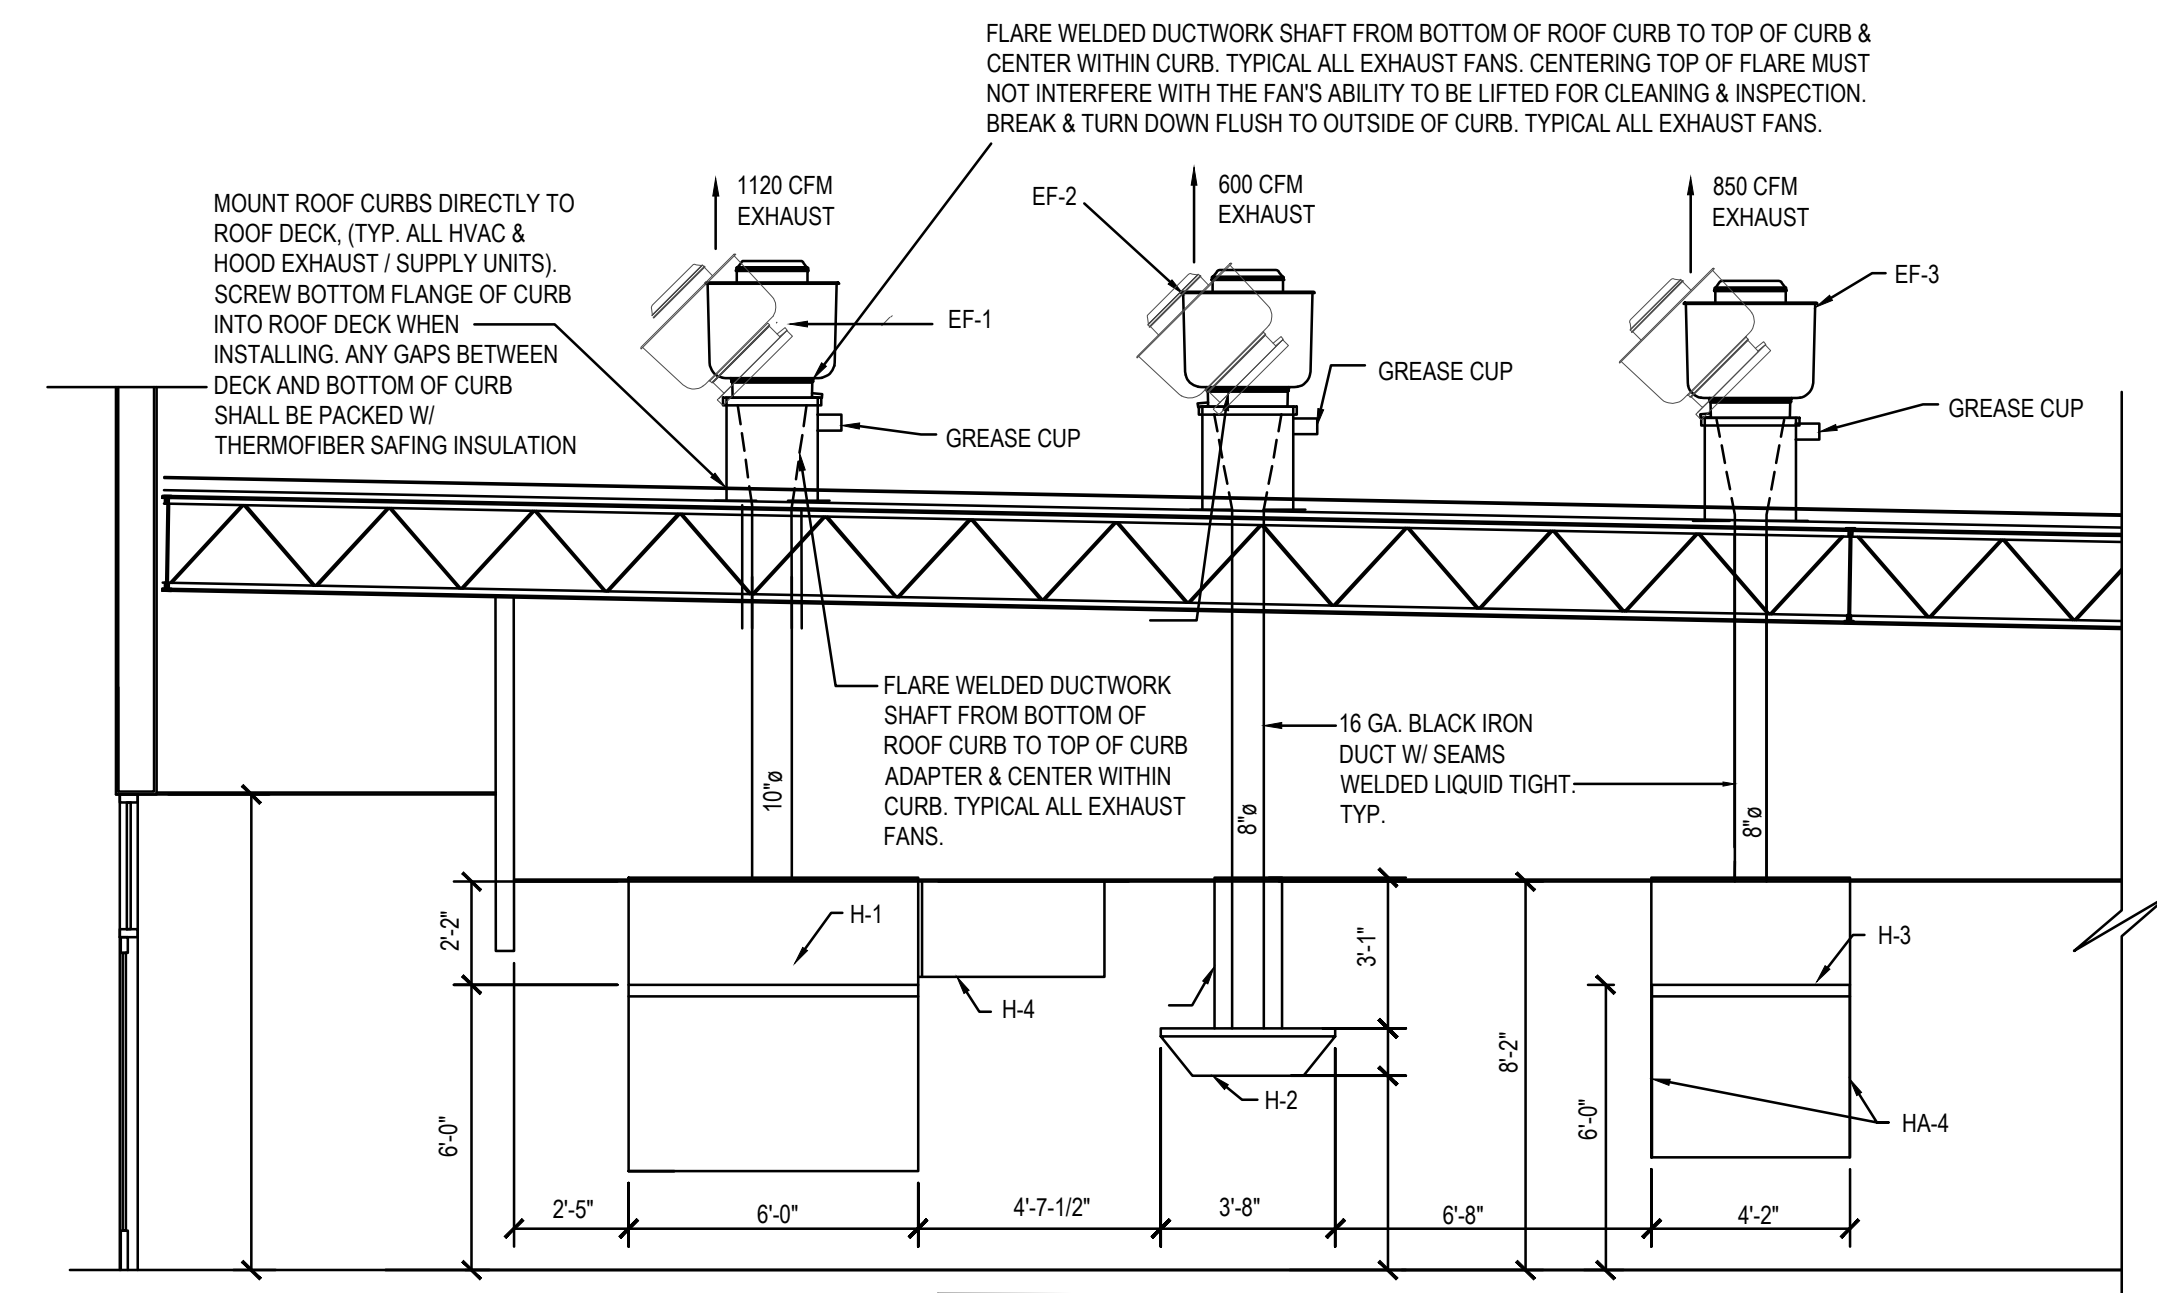 FLARE WELDED DUCTWORK SHAFT FROM BOTTOM OF ROOF CURB TO TOP OF CURB &
CENTER WITHIN CURB. TYPICAL ALL EXHAUST FANS. CENTERING TOP OF FLARE MUST
NOT INTERFERE WITH THE FAN'S ABILITY TO BE LIFTED FOR CLEANING & INSPECTION.
BREAK & TURN DOWN FLUSH TO OUTSIDE OF CURB. TYPICAL ALL EXHAUST FANS.
MOUNT ROOF CURBS DIRECTLY TO
ROOF DECK, (TYP. ALL HVAC &
HOOD EXHAUST / SUPPLY UNITS).
SCREW BOTTOM FLANGE OF CURB
INTO ROOF DECK WHEN
INSTALLING. ANY GAPS BETWEEN
DECK AND BOTTOM OF CURB
SHALL BE PACKED W/
THERMOFIBER SAFING INSULATION
1120 CFM
EXHAUST
EF-1
GREASE CUP
EF-2
600 CFM
EXHAUST
GREASE CUP
850 CFM
EXHAUST
EF-3
GREASE CUP
FLARE WELDED DUCTWORK
SHAFT FROM BOTTOM OF
ROOF CURB TO TOP OF CURB
ADAPTER & CENTER WITHIN
CURB. TYPICAL ALL EXHAUST
FANS.
16 GA. BLACK IRON
DUCT W/ SEAMS
WELDED LIQUID TIGHT.
TYP.
10"ø
8"ø
8"ø
2'-2"
H-1
H-4
3'-1"
H-3
8'-2"
H-2
6'-0"
6'-0"
HA-4
2'-5"
6'-0"
4'-7-1/2"
3'-8"
6'-8"
4'-2"